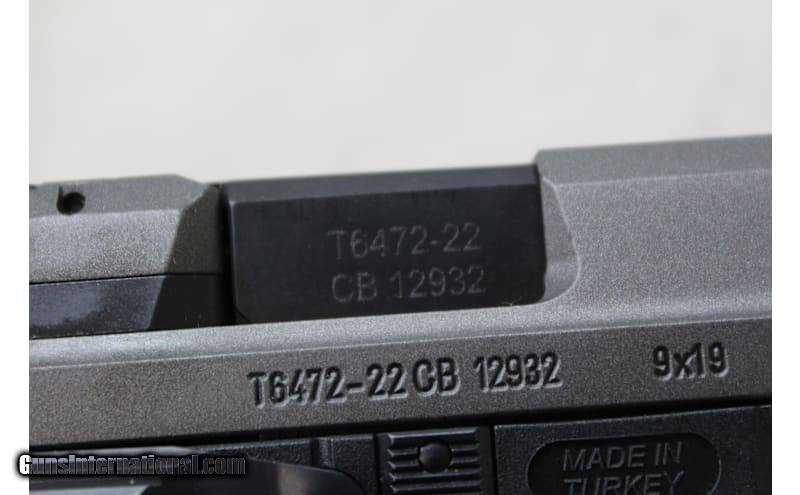 T6472-22
CB 12932
T6472-22 CB 12932 9x19
MADE IN
TURKEY
GunsInternational.com